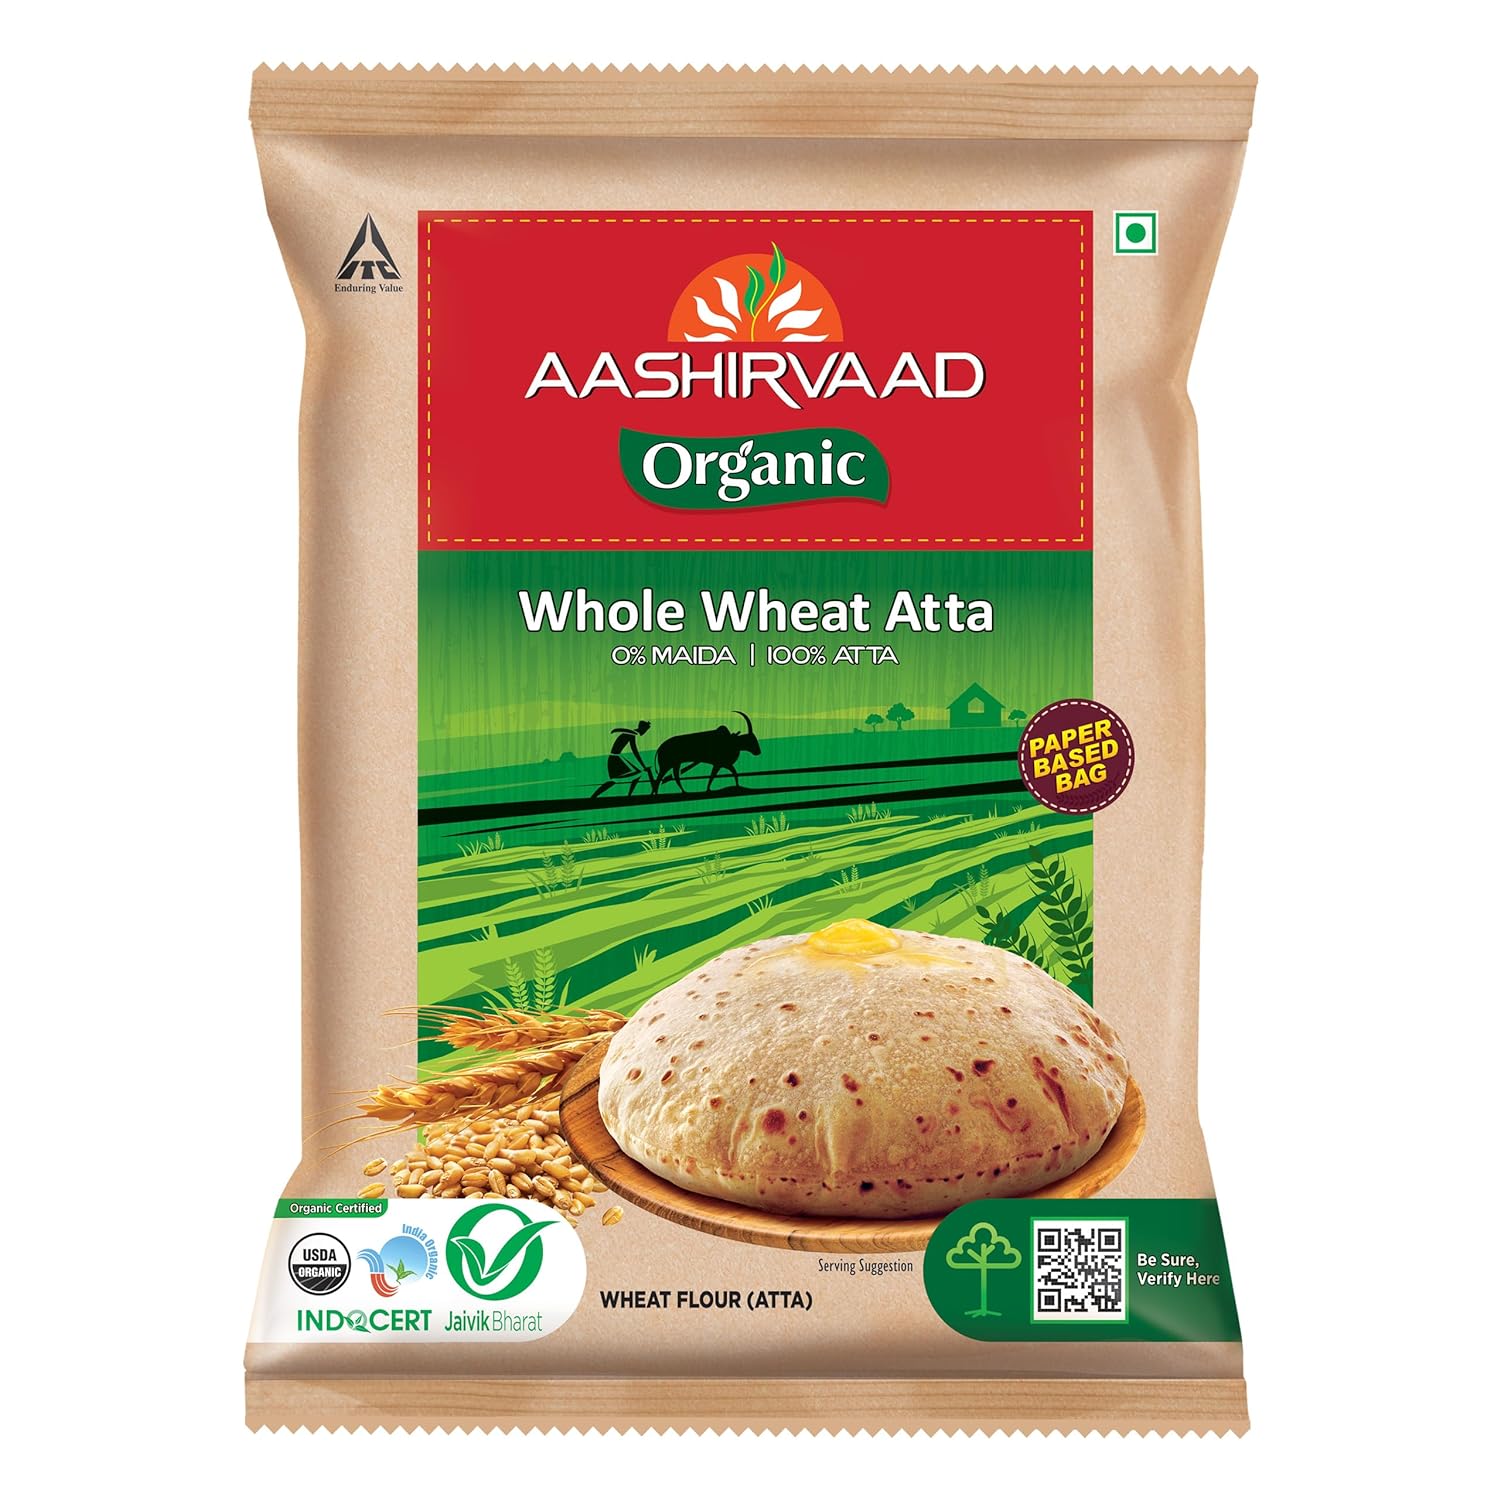 ITC
Enduring Value
AASHIRVAAD
Organic
Whole Wheat Atta
0% MAIDA | 100% ATTA
PAPER
BASED
BAG
Organic Certified
USDA
ORGANIC
India Organic
INDOCERT
Jaivik Bharat
Serving Suggestion
WHEAT FLOUR (ATTA)
Be Sure,
Verify Here